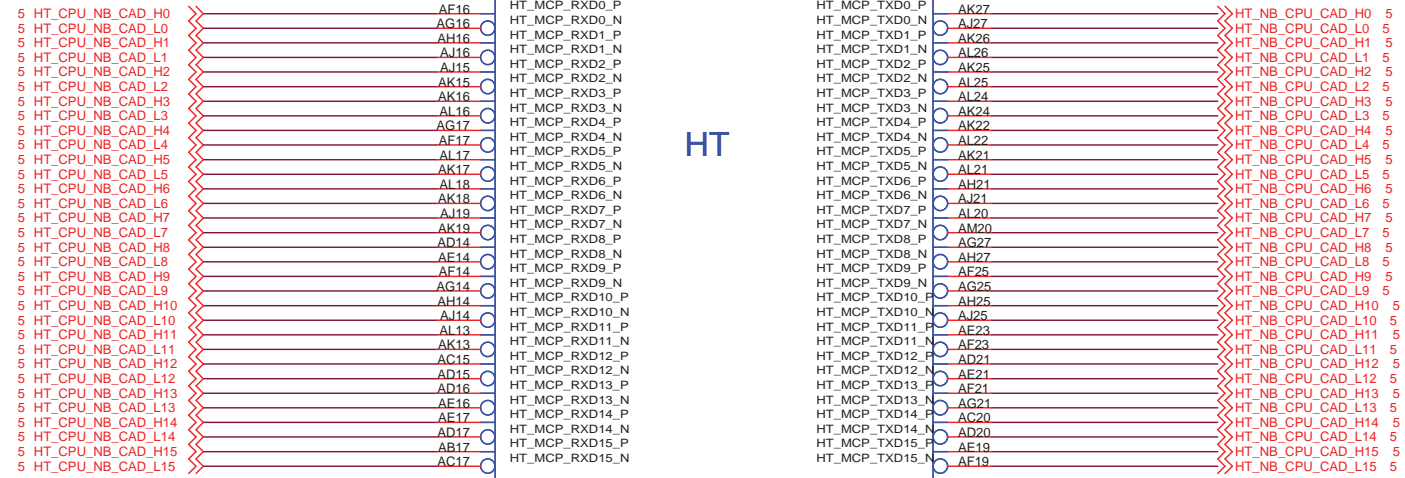 5 HT_CPU_NB_CAD_H0 AF16 HT_MCP_RXD0_P HT_MCP_TXD0_P AK27 HT_NB_CPU_CAD_H0 5
5 HT_CPU_NB_CAD_L0 AG16 HT_MCP_RXD0_N HT_MCP_TXD0_N AJ27 HT_NB_CPU_CAD_L0 5
5 HT_CPU_NB_CAD_H1 AH16 HT_MCP_RXD1_P HT_MCP_TXD1_P AK26 HT_NB_CPU_CAD_H1 5
5 HT_CPU_NB_CAD_L1 AJ16 HT_MCP_RXD1_N HT_MCP_TXD1_N AL26 HT_NB_CPU_CAD_L1 5
5 HT_CPU_NB_CAD_H2 AJ15 HT_MCP_RXD2_P HT_MCP_TXD2_P AK25 HT_NB_CPU_CAD_H2 5
5 HT_CPU_NB_CAD_L2 AK15 HT_MCP_RXD2_N HT_MCP_TXD2_N AL25 HT_NB_CPU_CAD_L2 5
5 HT_CPU_NB_CAD_H3 AK16 HT_MCP_RXD3_P HT_MCP_TXD3_P AL24 HT_NB_CPU_CAD_H3 5
5 HT_CPU_NB_CAD_L3 AL16 HT_MCP_RXD3_N HT_MCP_TXD3_N AK24 HT_NB_CPU_CAD_L3 5
5 HT_CPU_NB_CAD_H4 AG17 HT_MCP_RXD4_P HT_MCP_TXD4_P AK22 HT_NB_CPU_CAD_H4 5
5 HT_CPU_NB_CAD_L4 AF17 HT_MCP_RXD4_N HT HT_MCP_TXD4_N AL22 HT_NB_CPU_CAD_L4 5
5 HT_CPU_NB_CAD_H5 AL17 HT_MCP_RXD5_P HT_MCP_TXD5_P AK21 HT_NB_CPU_CAD_H5 5
5 HT_CPU_NB_CAD_L5 AK17 HT_MCP_RXD5_N HT_MCP_TXD5_N AL21 HT_NB_CPU_CAD_L5 5
5 HT_CPU_NB_CAD_H6 AL18 HT_MCP_RXD6_P HT_MCP_TXD6_P AH21 HT_NB_CPU_CAD_H6 5
5 HT_CPU_NB_CAD_L6 AK18 HT_MCP_RXD6_N HT_MCP_TXD6_N AJ21 HT_NB_CPU_CAD_L6 5
5 HT_CPU_NB_CAD_H7 AJ19 HT_MCP_RXD7_P HT_MCP_TXD7_P AL20 HT_NB_CPU_CAD_H7 5
5 HT_CPU_NB_CAD_L7 AK19 HT_MCP_RXD7_N HT_MCP_TXD7_N AM20 HT_NB_CPU_CAD_L7 5
5 HT_CPU_NB_CAD_H8 AD14 HT_MCP_RXD8_P HT_MCP_TXD8_P AG27 HT_NB_CPU_CAD_H8 5
5 HT_CPU_NB_CAD_L8 AE14 HT_MCP_RXD8_N HT_MCP_TXD8_N AH27 HT_NB_CPU_CAD_L8 5
5 HT_CPU_NB_CAD_H9 AF14 HT_MCP_RXD9_P HT_MCP_TXD9_P AF25 HT_NB_CPU_CAD_H9 5
5 HT_CPU_NB_CAD_L9 AG14 HT_MCP_RXD9_N HT_MCP_TXD9_N AG25 HT_NB_CPU_CAD_L9 5
5 HT_CPU_NB_CAD_H10 AH14 HT_MCP_RXD10_P HT_MCP_TXD10_P AH25 HT_NB_CPU_CAD_H10 5
5 HT_CPU_NB_CAD_L10 AJ14 HT_MCP_RXD10_N HT_MCP_TXD10_N AJ25 HT_NB_CPU_CAD_L10 5
5 HT_CPU_NB_CAD_H11 AL13 HT_MCP_RXD11_P HT_MCP_TXD11_P AE23 HT_NB_CPU_CAD_H11 5
5 HT_CPU_NB_CAD_L11 AK13 HT_MCP_RXD11_N HT_MCP_TXD11_N AF23 HT_NB_CPU_CAD_L11 5
5 HT_CPU_NB_CAD_H12 AC15 HT_MCP_RXD12_P HT_MCP_TXD12_P AD21 HT_NB_CPU_CAD_H12 5
5 HT_CPU_NB_CAD_L12 AD15 HT_MCP_RXD12_N HT_MCP_TXD12_N AE21 HT_NB_CPU_CAD_L12 5
5 HT_CPU_NB_CAD_H13 AD16 HT_MCP_RXD13_P HT_MCP_TXD13_P AF21 HT_NB_CPU_CAD_H13 5
5 HT_CPU_NB_CAD_L13 AE16 HT_MCP_RXD13_N HT_MCP_TXD13_N AG21 HT_NB_CPU_CAD_L13 5
5 HT_CPU_NB_CAD_H14 AE17 HT_MCP_RXD14_P HT_MCP_TXD14_P AC20 HT_NB_CPU_CAD_H14 5
5 HT_CPU_NB_CAD_L14 AD17 HT_MCP_RXD14_N HT_MCP_TXD14_N AD20 HT_NB_CPU_CAD_L14 5
5 HT_CPU_NB_CAD_H15 AB17 HT_MCP_RXD15_P HT_MCP_TXD15_P AE19 HT_NB_CPU_CAD_H15 5
5 HT_CPU_NB_CAD_L15 AC17 HT_MCP_RXD15_N HT_MCP_TXD15_N AF19 HT_NB_CPU_CAD_L15 5